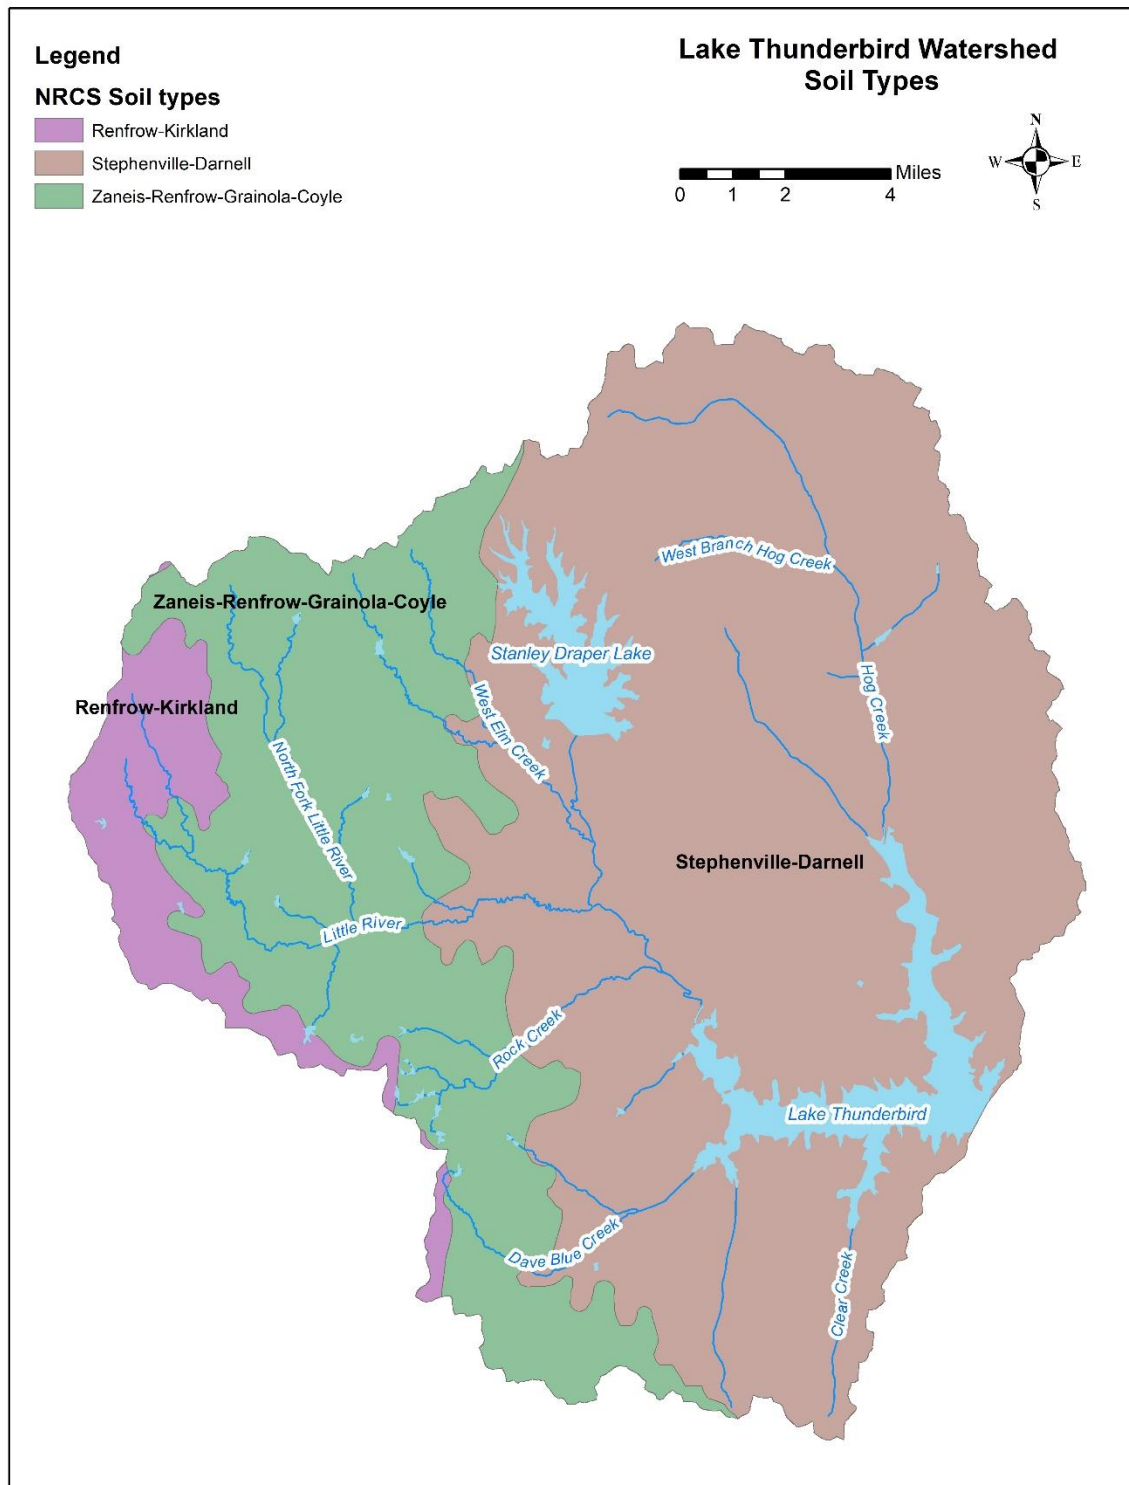 Legend
NRCS Soil types
Renfrow-Kirkland
Stephenville-Darnell
Zaneis-Renfrow-Grainola-Coyle
Lake Thunderbird Watershed
Soil Types
N
W E
S
Miles
0 1 2 4
West Branch Hog Creek
Zaneis-Renfrow-Grainola-Coyle
Stanley Draper Lake
Renfrow-Kirkland
Hog Creek
West Elm Creek
North Fork Little River
Stephenville-Darnell
Little River
Rock Creek
Lake Thunderbird
Dave Blue Creek
Clear Creek